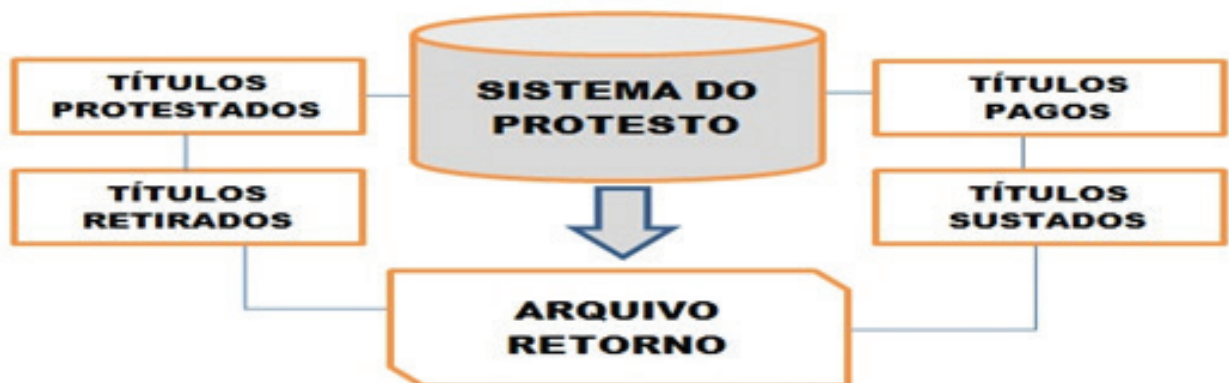 TÍTULOS
PROTESTADOS
SISTEMA DO
PROTESTO
TÍTULOS
PAGOS
TÍTULOS
RETIRADOS
TÍTULOS
SUSTADOS
ARQUIVO
RETORNO